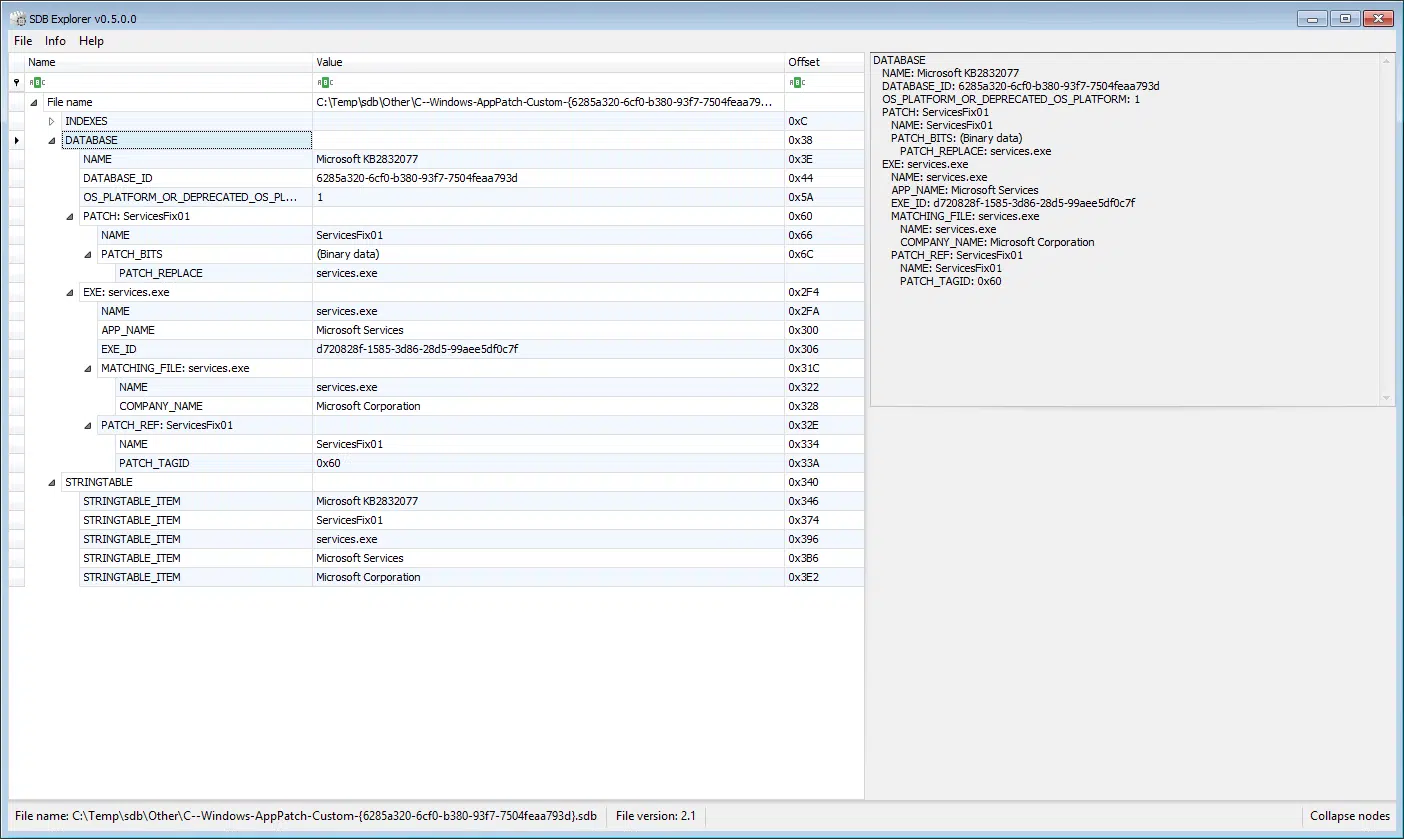 SDB Explorer v0.5.0.0
File Info Help
Name Value Offset
ABC ABC ABC
File name C:\Temp\sdb\Other\C--Windows-AppPatch-Custom-{6285a320-6cf0-b380-93f7-7504feaa79...
INDEXES 0xC
DATABASE 0x38
NAME Microsoft KB2832077 0x3E
DATABASE_ID 6285a320-6cf0-b380-93f7-7504feaa793d 0x44
OS_PLATFORM_OR_DEPRECATED_OS_PL... 1 0x5A
PATCH: ServicesFix01 0x60
NAME ServicesFix01 0x66
PATCH_BITS (Binary data) 0x6C
PATCH_REPLACE services.exe
EXE: services.exe 0x2F4
NAME services.exe 0x2FA
APP_NAME Microsoft Services 0x300
EXE_ID d720828f-1585-3d86-28d5-99aee5df0c7f 0x306
MATCHING_FILE: services.exe 0x31C
NAME services.exe 0x322
COMPANY_NAME Microsoft Corporation 0x328
PATCH_REF: ServicesFix01 0x32E
NAME ServicesFix01 0x334
PATCH_TAGID 0x60 0x33A
STRINGTABLE 0x340
STRINGTABLE_ITEM Microsoft KB2832077 0x346
STRINGTABLE_ITEM ServicesFix01 0x374
STRINGTABLE_ITEM services.exe 0x396
STRINGTABLE_ITEM Microsoft Services 0x3B6
STRINGTABLE_ITEM Microsoft Corporation 0x3E2
DATABASE
NAME: Microsoft KB2832077
DATABASE_ID: 6285a320-6cf0-b380-93f7-7504feaa793d
OS_PLATFORM_OR_DEPRECATED_OS_PLATFORM: 1
PATCH: ServicesFix01
NAME: ServicesFix01
PATCH_BITS: (Binary data)
PATCH_REPLACE: services.exe
EXE: services.exe
NAME: services.exe
APP_NAME: Microsoft Services
EXE_ID: d720828f-1585-3d86-28d5-99aee5df0c7f
MATCHING_FILE: services.exe
NAME: services.exe
COMPANY_NAME: Microsoft Corporation
PATCH_REF: ServicesFix01
NAME: ServicesFix01
PATCH_TAGID: 0x60
File name: C:\Temp\sdb\Other\C--Windows-AppPatch-Custom-{6285a320-6cf0-b380-93f7-7504feaa793d}.sdb File version: 2.1 Collapse nodes